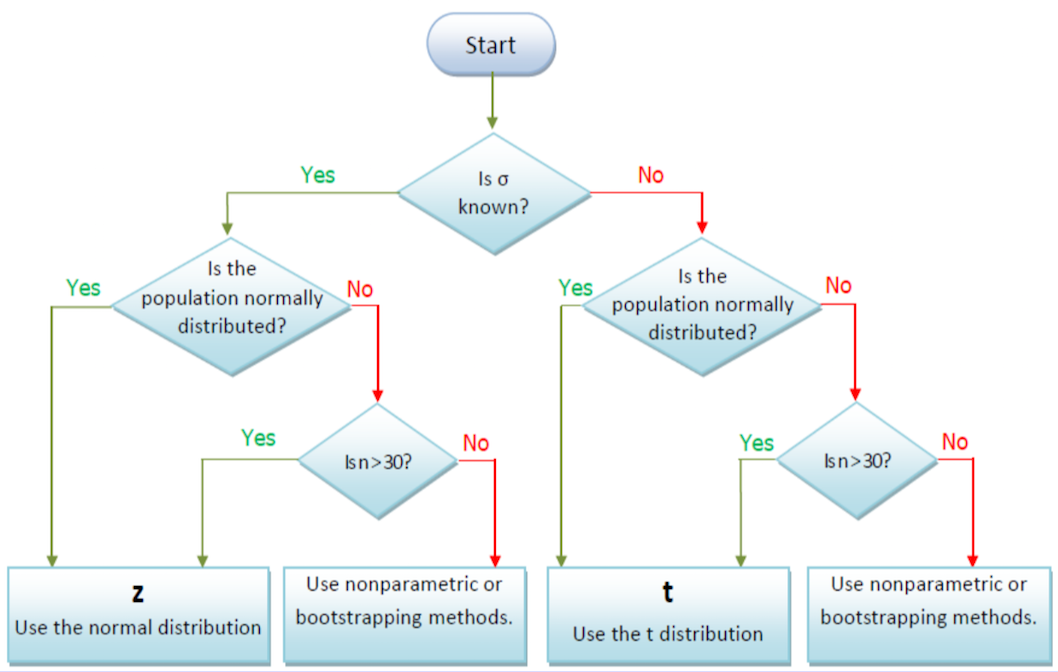 Start
Is σ
known?
Yes
No
Is the
population normally
distributed?
Yes
No
Is the
population normally
distributed?
Yes
No
Isn>30?
Yes
No
Isn>30?
Yes
No
z
Use the normal distribution
Use nonparametric or
bootstrapping methods.
t
Use the t distribution
Use nonparametric or
bootstrapping methods.